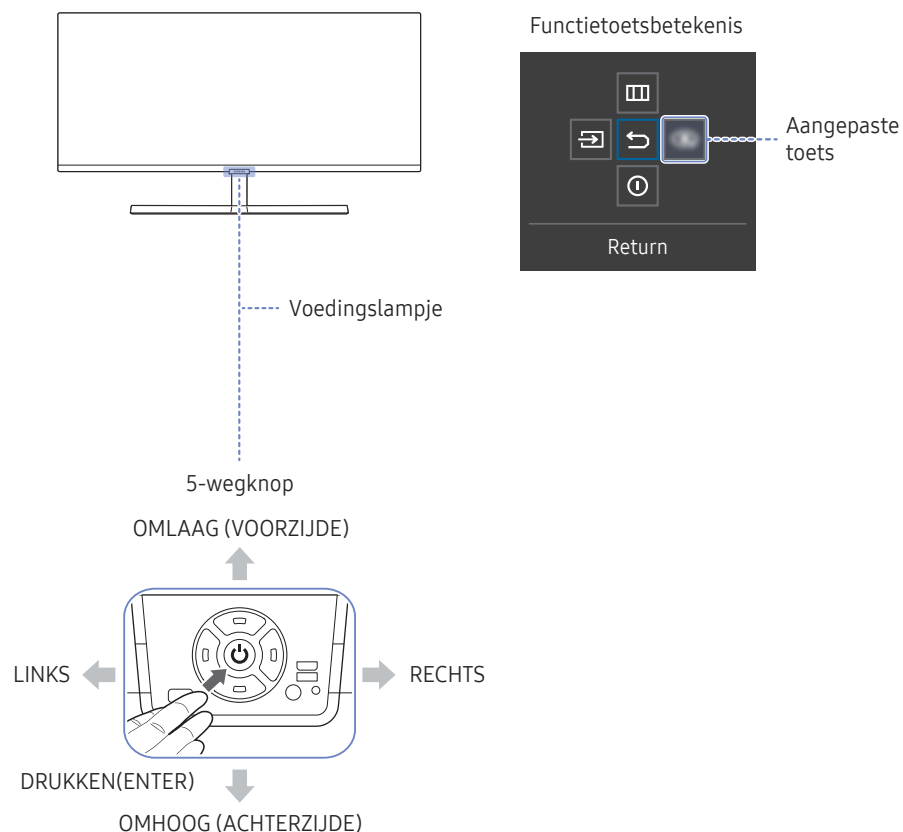 Functietoetsbetekenis
Aangepaste
toets
Return
Voedingslampje
5-wegknop
OMLAAG (VOORZIJDE)
LINKS
RECHTS
DRUKKEN(ENTER)
OMHOOG (ACHTERZIJDE)